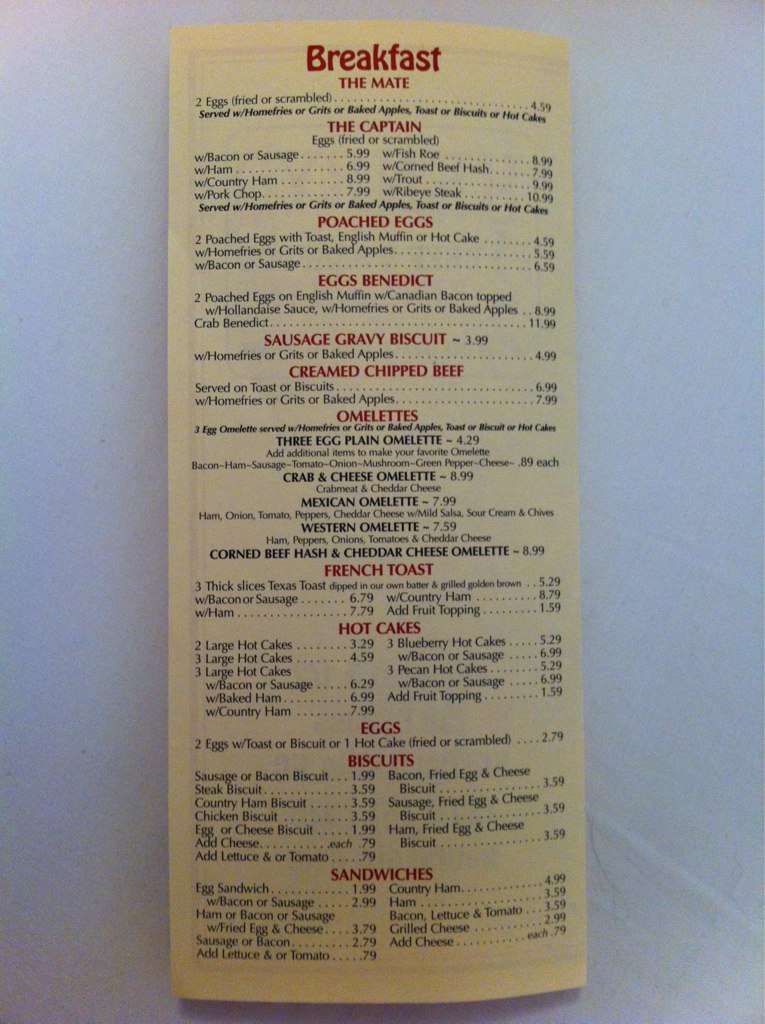 Breakfast
THE MATE
2 Eggs (fried or scrambled) . . . . . . . . . . . . . . . . . . . . . . . . . . . . . 4.59
Served w/Homefries or Grits or Baked Apples, Toast or Biscuits or Hot Cakes
THE CAPTAIN
Eggs (fried or scrambled)
w/Bacon or Sausage . . . . . . . 5.99 w/Fish Roe . . . . . . . . . . . . . 8.99
w/Ham . . . . . . . . . . . . . . . . . 6.99 w/Corned Beef Hash. . . . . . . 7.99
w/Country Ham . . . . . . . . . . 8.99 w/Trout . . . . . . . . . . . . . . . . 9.99
w/Pork Chop. . . . . . . . . . . . . 7.99 w/Ribeye Steak . . . . . . . . . . 10.99
Served w/Homefries or Grits or Baked Apples, Toast or Biscuits or Hot Cakes
POACHED EGGS
2 Poached Eggs with Toast, English Muffin or Hot Cake . . . . . . . . 4.59
w/Homefries or Grits or Baked Apples. . . . . . . . . . . . . . . . . . . . . . 5.59
w/Bacon or Sausage . . . . . . . . . . . . . . . . . . . . . . . . . . . . . . . . . . . 6.59
EGGS BENEDICT
2 Poached Eggs on English Muffin w/Canadian Bacon topped
w/Hollandaise Sauce, w/Homefries or Grits or Baked Apples . . 8.99
Crab Benedict. . . . . . . . . . . . . . . . . . . . . . . . . . . . . . . . . . . . . . . 11.99
SAUSAGE GRAVY BISCUIT ~ 3.99
w/Homefries or Grits or Baked Apples. . . . . . . . . . . . . . . . . . . . . . 4.99
CREAMED CHIPPED BEEF
Served on Toast or Biscuits . . . . . . . . . . . . . . . . . . . . . . . . . . . . . . 6.99
w/Homefries or Grits or Baked Apples. . . . . . . . . . . . . . . . . . . . . . 7.99
OMELETTES
3 Egg Omelette served w/Homefries or Grits or Baked Apples, Toast or Biscuit or Hot Cakes
THREE EGG PLAIN OMELETTE ~ 4.29
Add additional items to make your favorite Omelette
Bacon~Ham~Sausage~Tomato~Onion~Mushroom~Green Pepper~Cheese~ .89 each
CRAB & CHEESE OMELETTE ~ 8.99
Crabmeat & Cheddar Cheese
MEXICAN OMELETTE ~ 7.99
Ham, Onion, Tomato, Peppers, Cheddar Cheese w/Mild Salsa, Sour Cream & Chives
WESTERN OMELETTE ~ 7.59
Ham, Peppers, Onions, Tomatoes & Cheddar Cheese
CORNED BEEF HASH & CHEDDAR CHEESE OMELETTE ~ 8.99
FRENCH TOAST
3 Thick slices Texas Toast dipped in our own batter & grilled golden brown . . 5.29
w/Bacon or Sausage . . . . . . . 6.79 w/Country Ham . . . . . . . . . . 8.79
w/Ham . . . . . . . . . . . . . . . . . 7.79 Add Fruit Topping . . . . . . . . . 1.59
HOT CAKES
2 Large Hot Cakes . . . . . . . . 3.29 3 Blueberry Hot Cakes . . . . . 5.29
3 Large Hot Cakes . . . . . . . . 4.59 w/Bacon or Sausage . . . . . 6.99
3 Large Hot Cakes 3 Pecan Hot Cakes . . . . . . . . 5.29
w/Bacon or Sausage . . . . . 6.29 w/Bacon or Sausage . . . . . 6.99
w/Baked Ham . . . . . . . . . . 6.99 Add Fruit Topping . . . . . . . . . 1.59
w/Country Ham . . . . . . . . 7.99
EGGS
2 Eggs w/Toast or Biscuit or 1 Hot Cake (fried or scrambled) . . . . 2.79
BISCUITS
Sausage or Bacon Biscuit. . . 1.99 Bacon, Fried Egg & Cheese
Steak Biscuit . . . . . . . . . . . . 3.59 Biscuit . . . . . . . . . . . . . . . 3.59
Country Ham Biscuit . . . . . . 3.59 Sausage, Fried Egg & Cheese
Chicken Biscuit . . . . . . . . . . 3.59 Biscuit . . . . . . . . . . . . . . . 3.59
Egg or Cheese Biscuit . . . . . 1.99 Ham, Fried Egg & Cheese
Add Cheese. . . . . . . . . .each .79 Biscuit . . . . . . . . . . . . . . . 3.59
Add Lettuce & or Tomato . . . . .79
SANDWICHES
Egg Sandwich . . . . . . . . . . . . 1.99 Country Ham. . . . . . . . . . . . . 4.99
w/Bacon or Sausage . . . . . 2.99 Ham . . . . . . . . . . . . . . . . . . . 3.59
Ham or Bacon or Sausage Bacon, Lettuce & Tomato . . . 3.59
w/Fried Egg & Cheese. . . . 3.79 Grilled Cheese . . . . . . . . . . . 2.99
Sausage or Bacon. . . . . . . . . 2.79 Add Cheese . . . . . . . . . . . each .79
Add Lettuce & or Tomato . . . . .79